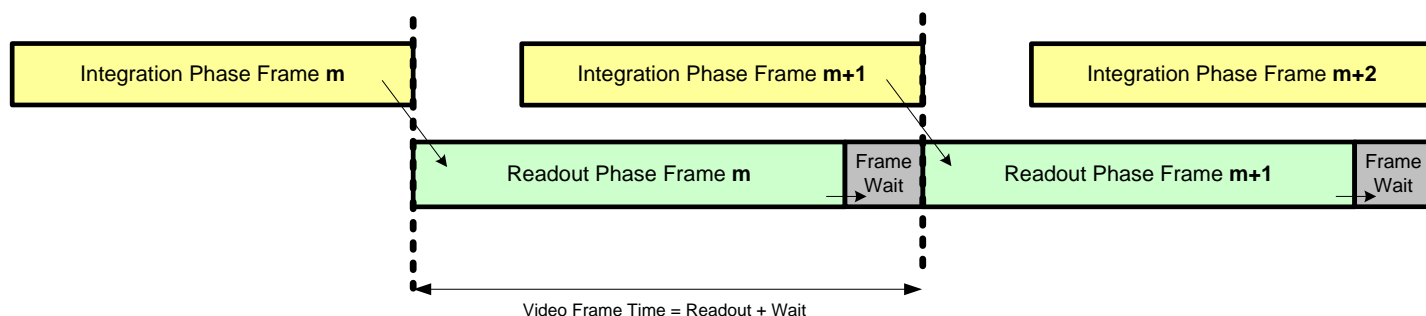 Integration Phase Frame m
Integration Phase Frame m+1
Integration Phase Frame m+2
Readout Phase Frame m
Frame
Wait
Readout Phase Frame m+1
Frame
Wait
Video Frame Time = Readout + Wait